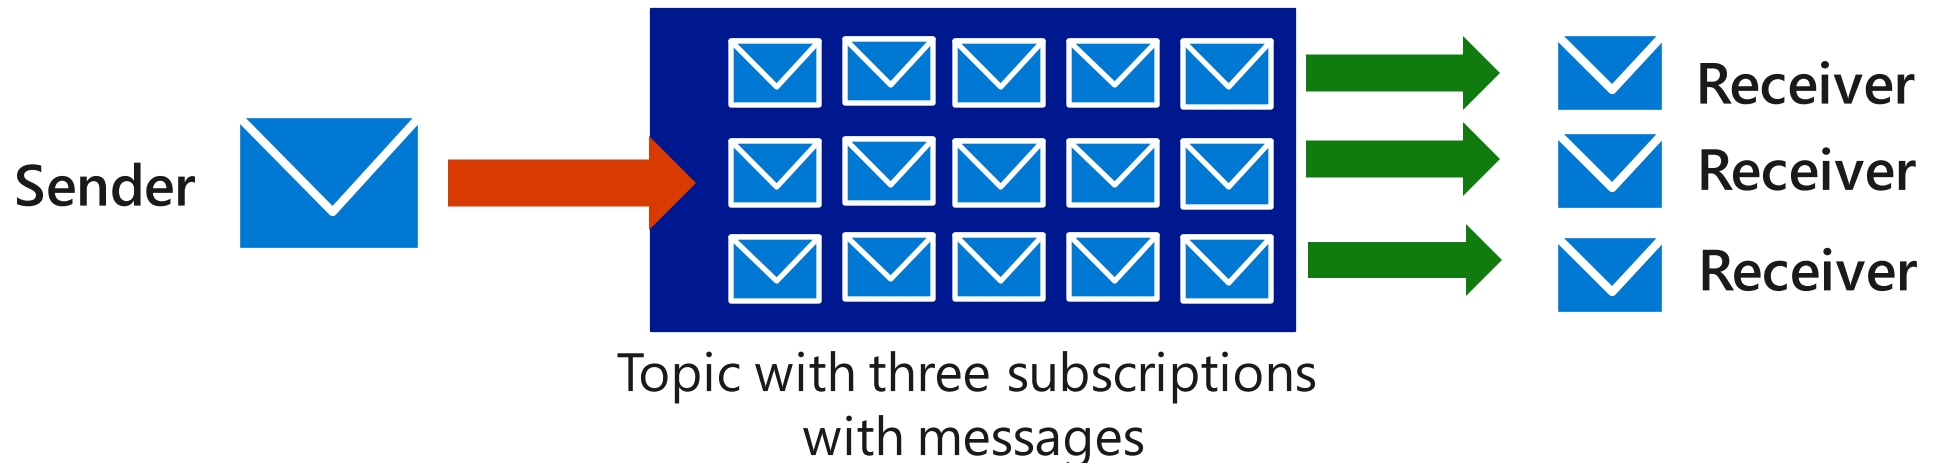 Sender
Receiver
Receiver
Receiver
Topic with three subscriptions
with messages